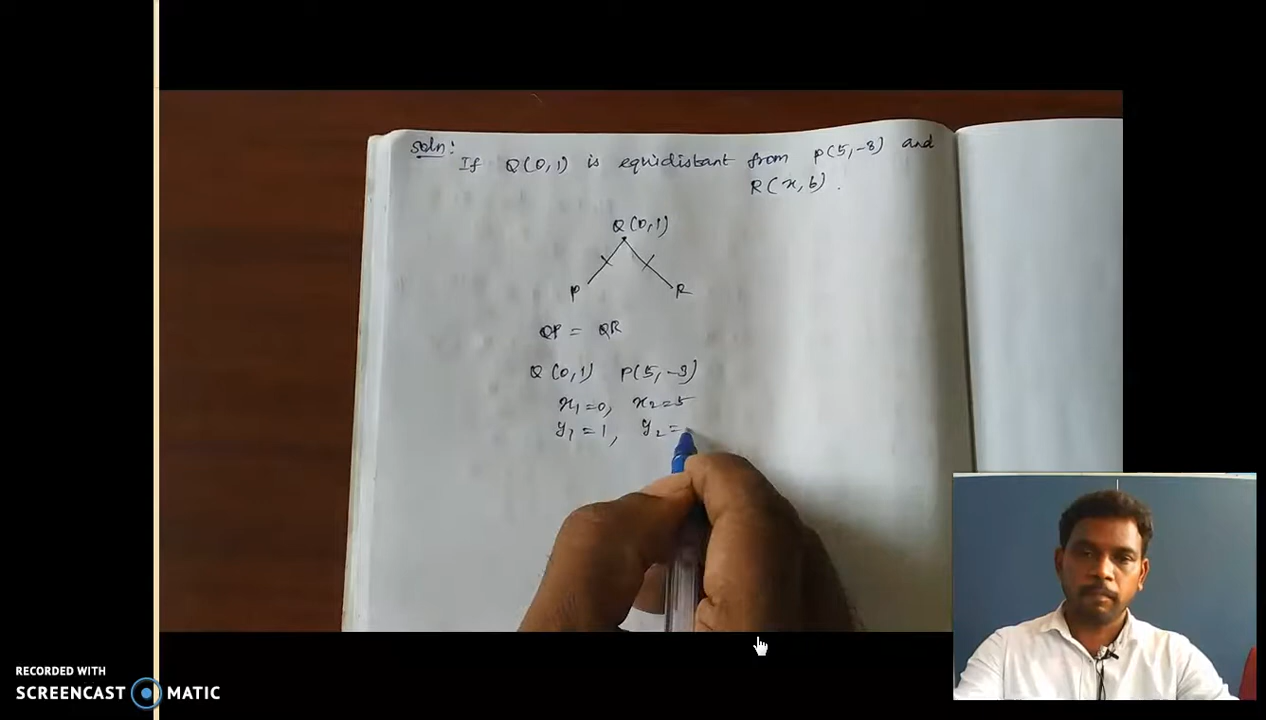 Soln:
If Q(0,1) is equidistant from P(5,-3) and
R(x, 6).
Q(0,1)
P R
QP = QR
Q(0,1) P(5,-3)
x1=0, x2=5
y1=1, y2=
RECORDED WITH
SCREENCAST MATIC